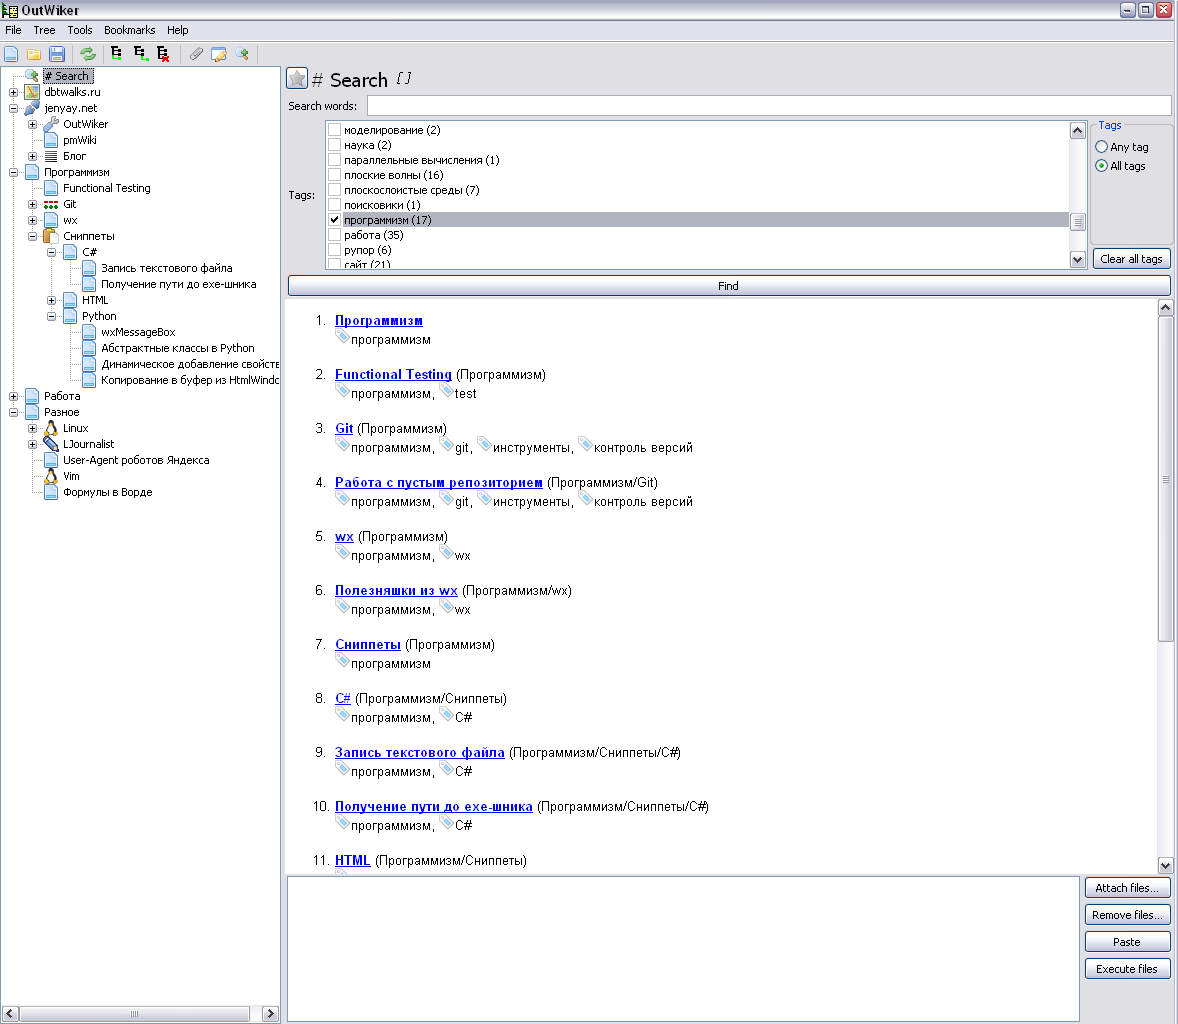 OutWiker
File Tree Tools Bookmarks Help
# Search
dbtwalks.ru
jenyay.net
OutWiker
pmWiki
Блог
Программизм
Functional Testing
Git
wx
Сниппеты
C#
Запись текстового файла
Получение пути до exe-шника
HTML
Python
wxMessageBox
Абстрактные классы в Python
Динамическое добавление свойств
Копирование в буфер из HtmlWindo
Работа
Разное
Linux
LJournalist
User-Agent роботов Яндекса
Vim
Формулы в Ворде
# Search []
Search words:
Tags:
моделирование (2)
наука (2)
параллельные вычисления (1)
плоские волны (16)
плоскослоистые среды (7)
поисковики (1)
программизм (17)
работа (35)
рупор (6)
сайт (21)
Tags
Any tag
All tags
Clear all tags
Find
1. Программизм
программизм
2. Functional Testing (Программизм)
программизм, test
3. Git (Программизм)
программизм, git, инструменты, контроль версий
4. Работа с пустым репозиторием (Программизм/Git)
программизм, git, инструменты, контроль версий
5. wx (Программизм)
программизм, wx
6. Полезняшки из wx (Программизм/wx)
программизм, wx
7. Сниппеты (Программизм)
программизм
8. C# (Программизм/Сниппеты)
программизм, C#
9. Запись текстового файла (Программизм/Сниппеты/C#)
программизм, C#
10. Получение пути до exe-шника (Программизм/Сниппеты/C#)
программизм, C#
11. HTML (Программизм/Сниппеты)
Attach files...
Remove files...
Paste
Execute files